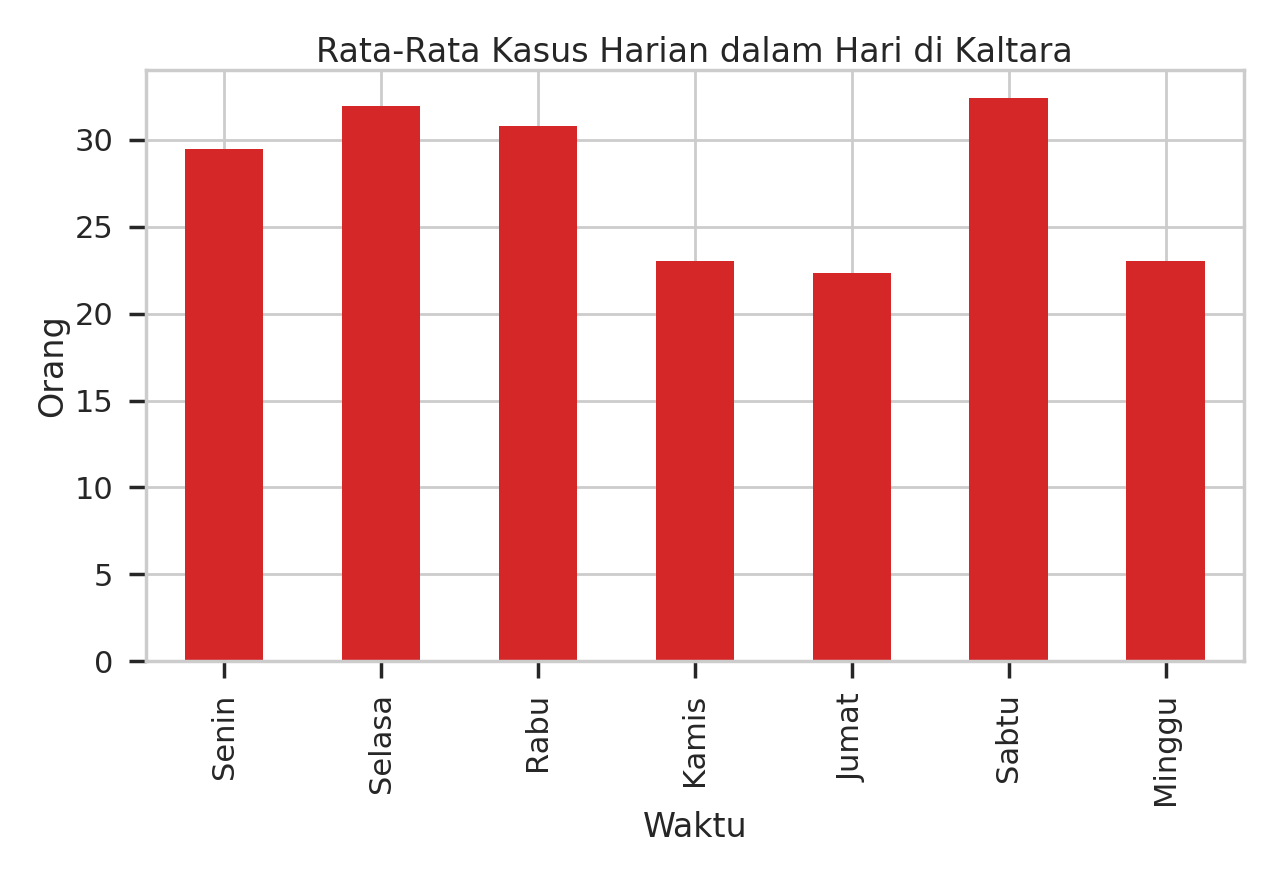 Rata-Rata Kasus Harian dalam Hari di Kaltara
Orang
30
25
20
15
10
5
0
Senin
Selasa
Rabu
Kamis
Jumat
Sabtu
Minggu
Waktu